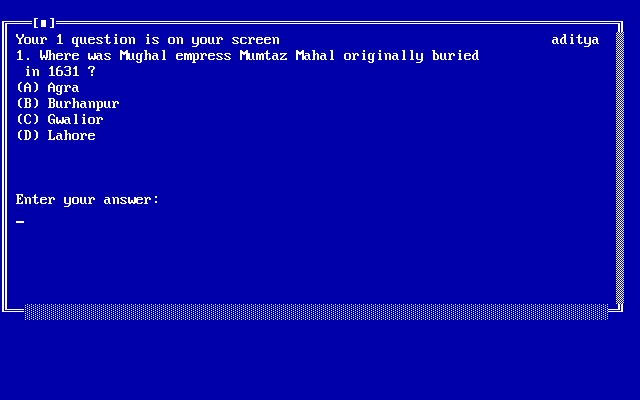 Your 1 question is on your screen aditya
1. Where was Mughal empress Mumtaz Mahal originally buried
in 1631 ?
(A) Agra
(B) Burhanpur
(C) Gwalior
(D) Lahore
Enter your answer: